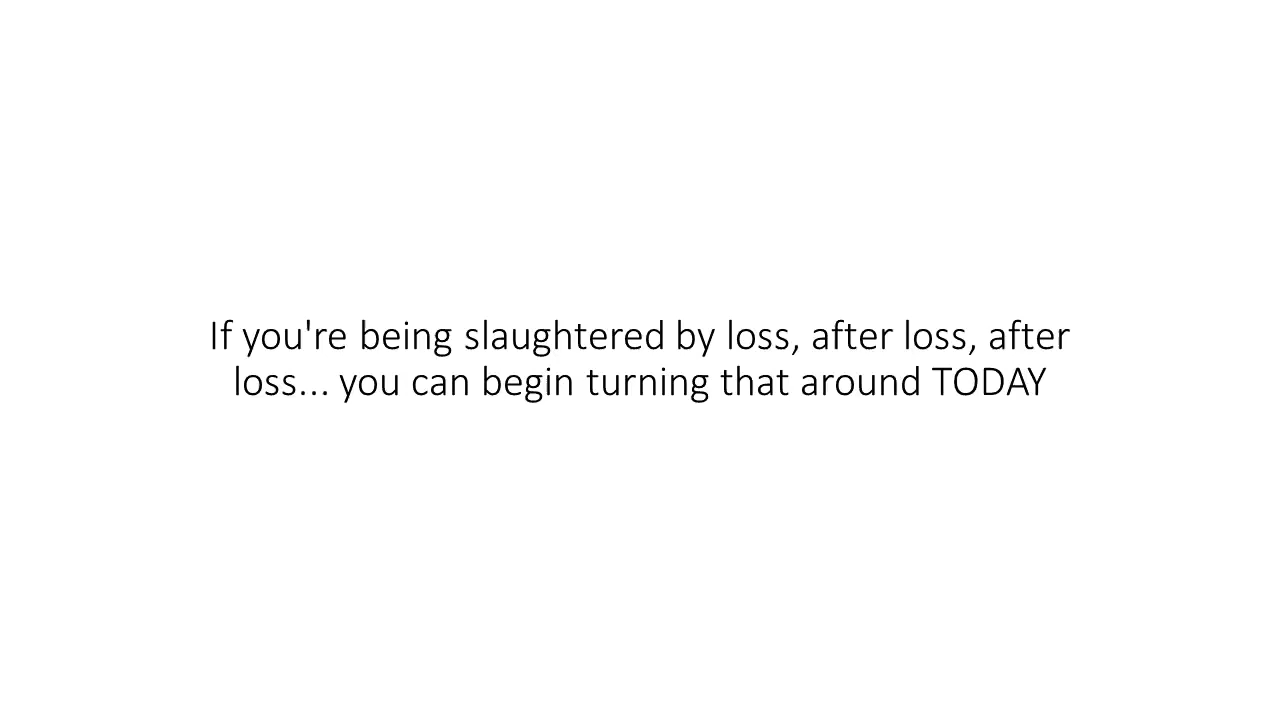 If you're being slaughtered by loss, after loss, after
loss... you can begin turning that around TODAY